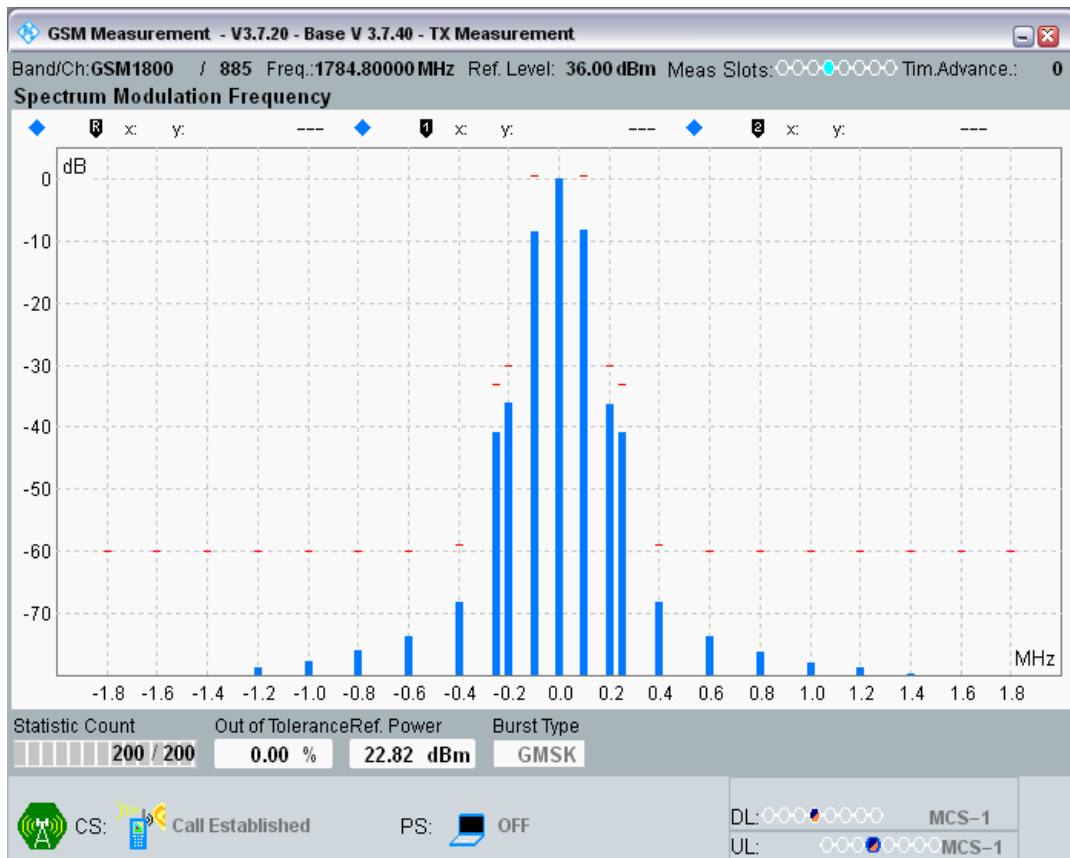 GSM Measurement - V3.7.20 - Base V 3.7.40 - TX Measurement
Band/Ch:GSM1800 / 885 Freq.:1784.80000 MHz Ref. Level: 36.00 dBm Meas Slots: Tim.Advance.: 0
Spectrum Modulation Frequency
R x: y: --- 1 x: y: --- 2 x: y: ---
dB
0
-10
-20
-30
-40
-50
-60
-70
MHz
-1.8 -1.6 -1.4 -1.2 -1.0 -0.8 -0.6 -0.4 -0.2 0.0 0.2 0.4 0.6 0.8 1.0 1.2 1.4 1.6 1.8
Statistic Count Out of Tolerance Ref. Power Burst Type
200 / 200 0.00 % 22.82 dBm GMSK
CS: Call Established PS: OFF DL: MCS-1
UL: MCS-1